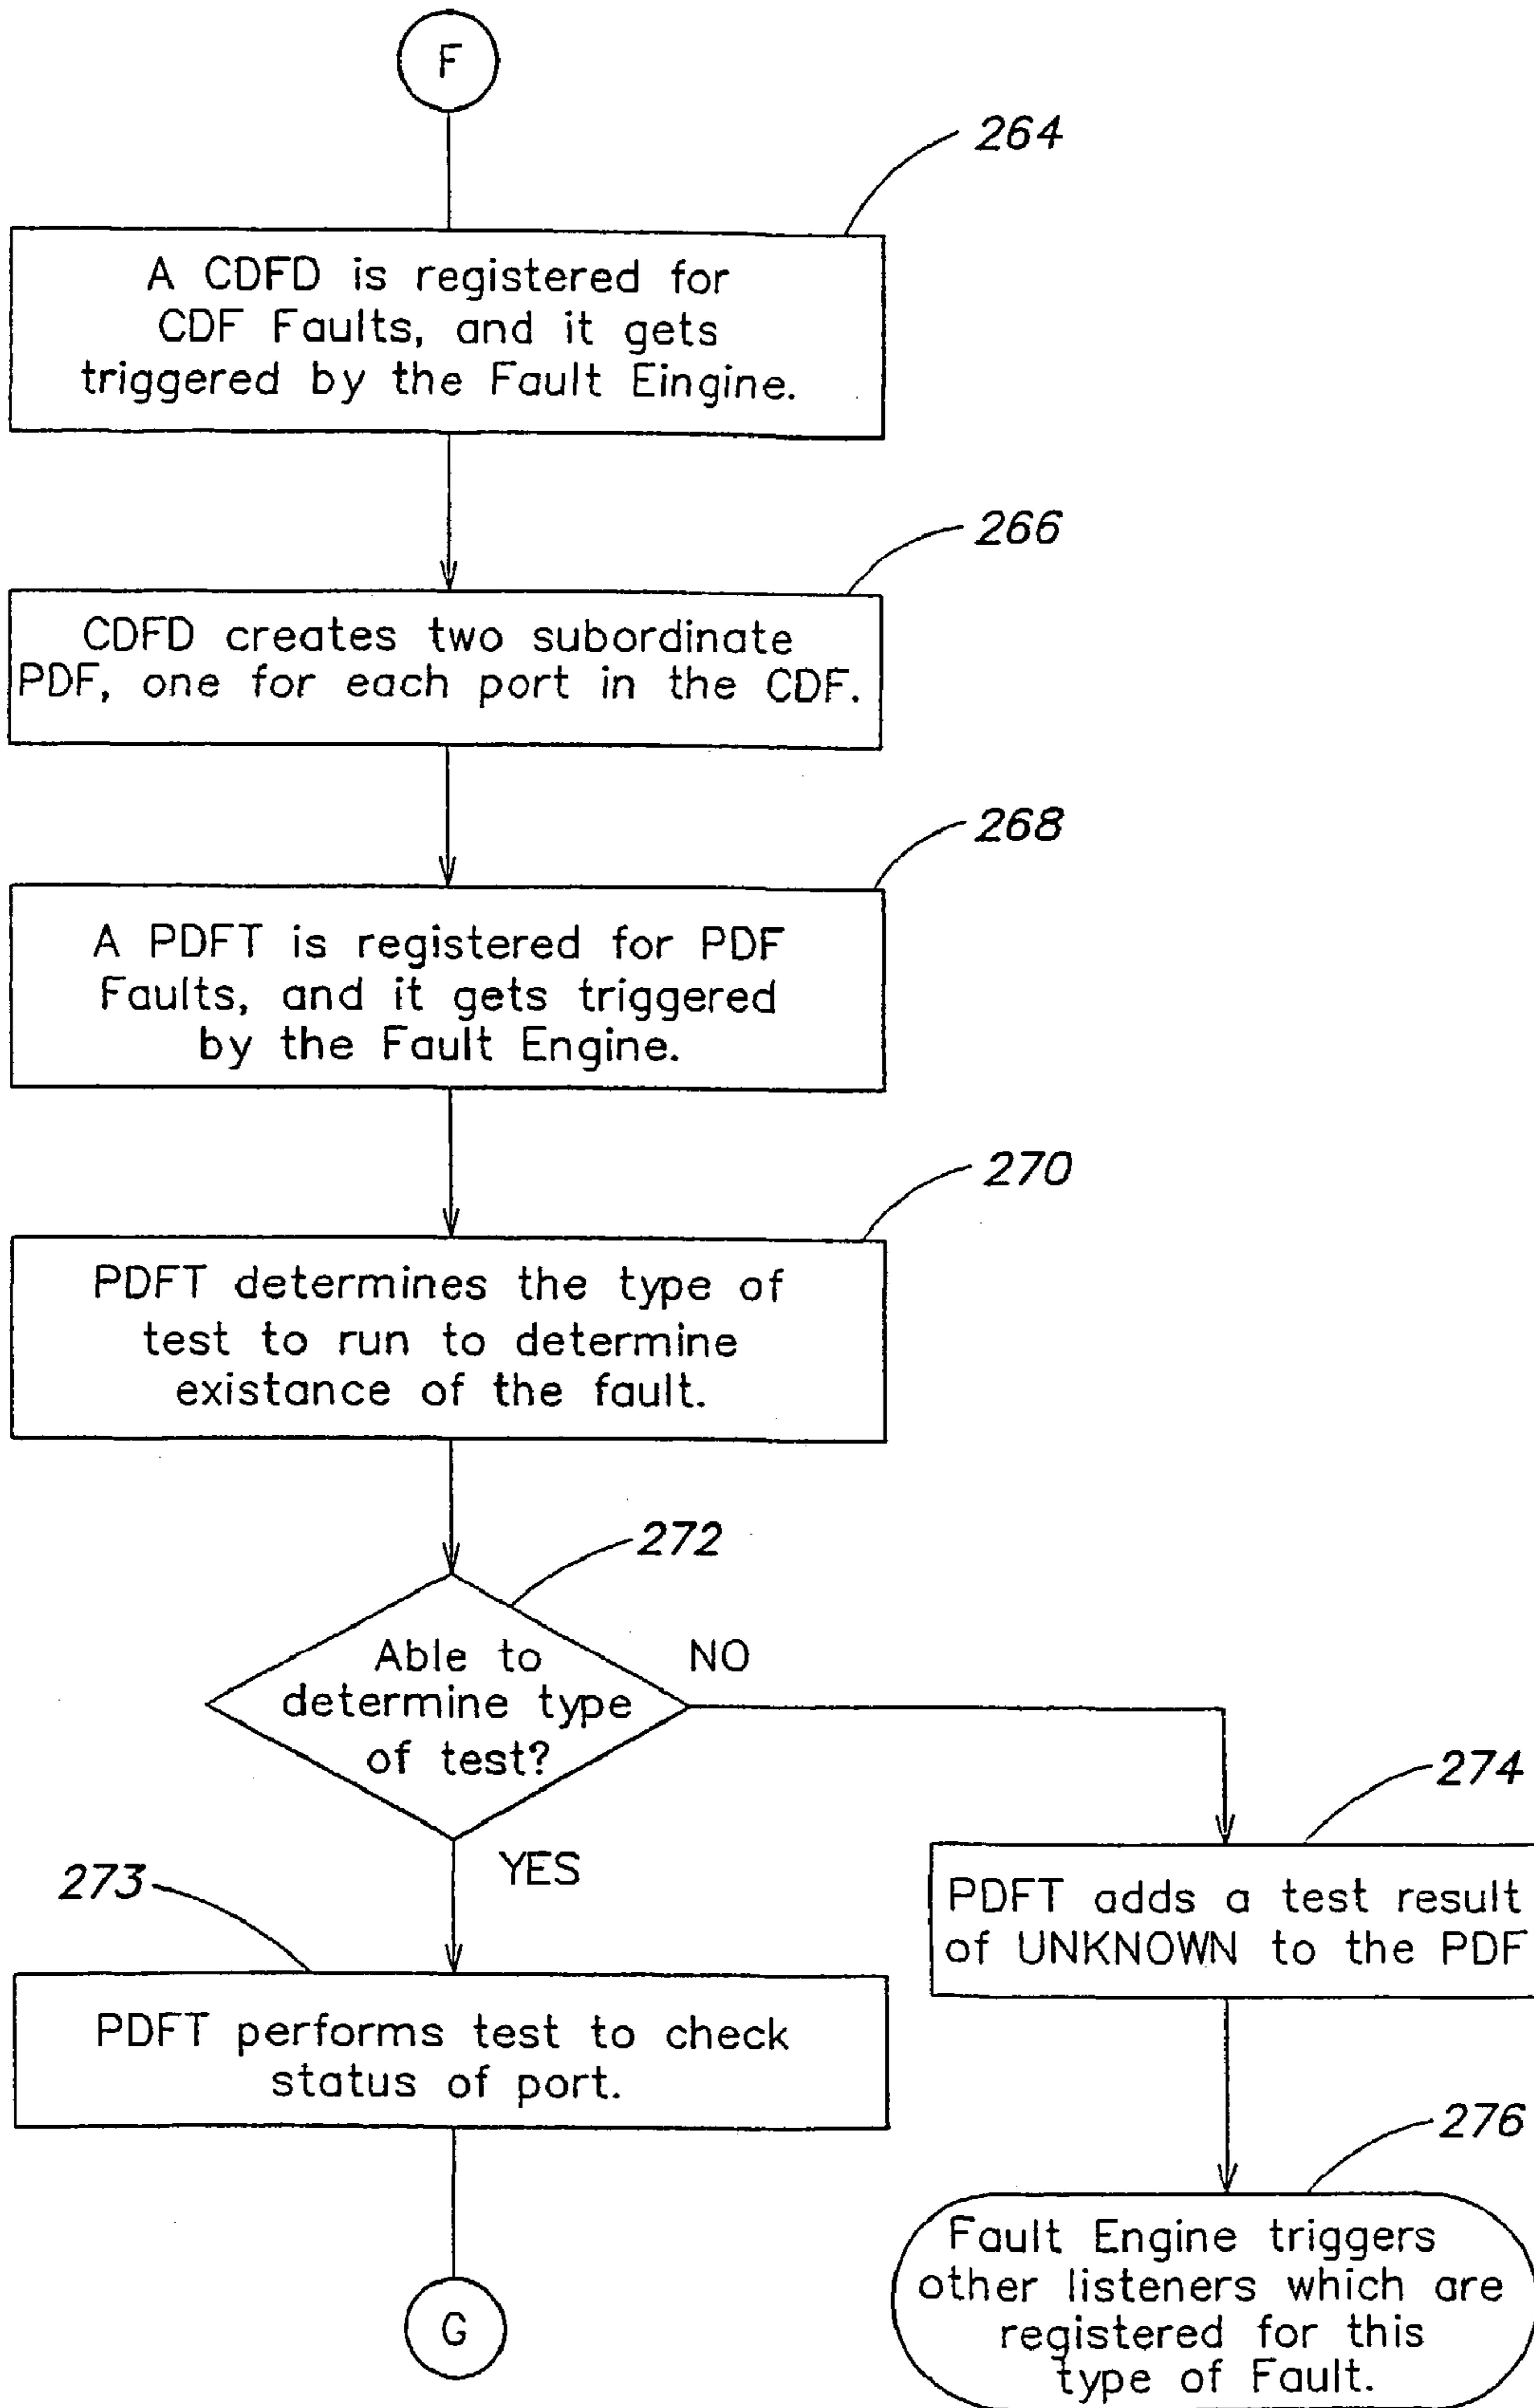 F
264
A CDFD is registered for
CDF Faults, and it gets
triggered by the Fault Eingine.
266
CDFD creates two subordinate
PDF, one for each port in the CDF.
268
A PDFT is registered for PDF
Faults, and it gets triggered
by the Fault Engine.
270
PDFT determines the type of
test to run to determine
existance of the fault.
272
Able to
determine type
of test?
NO
YES
273
PDFT performs test to check
status of port.
G
274
PDFT adds a test result
of UNKNOWN to the PDF
276
Fault Engine triggers
other listeners which are
registered for this
type of Fault.